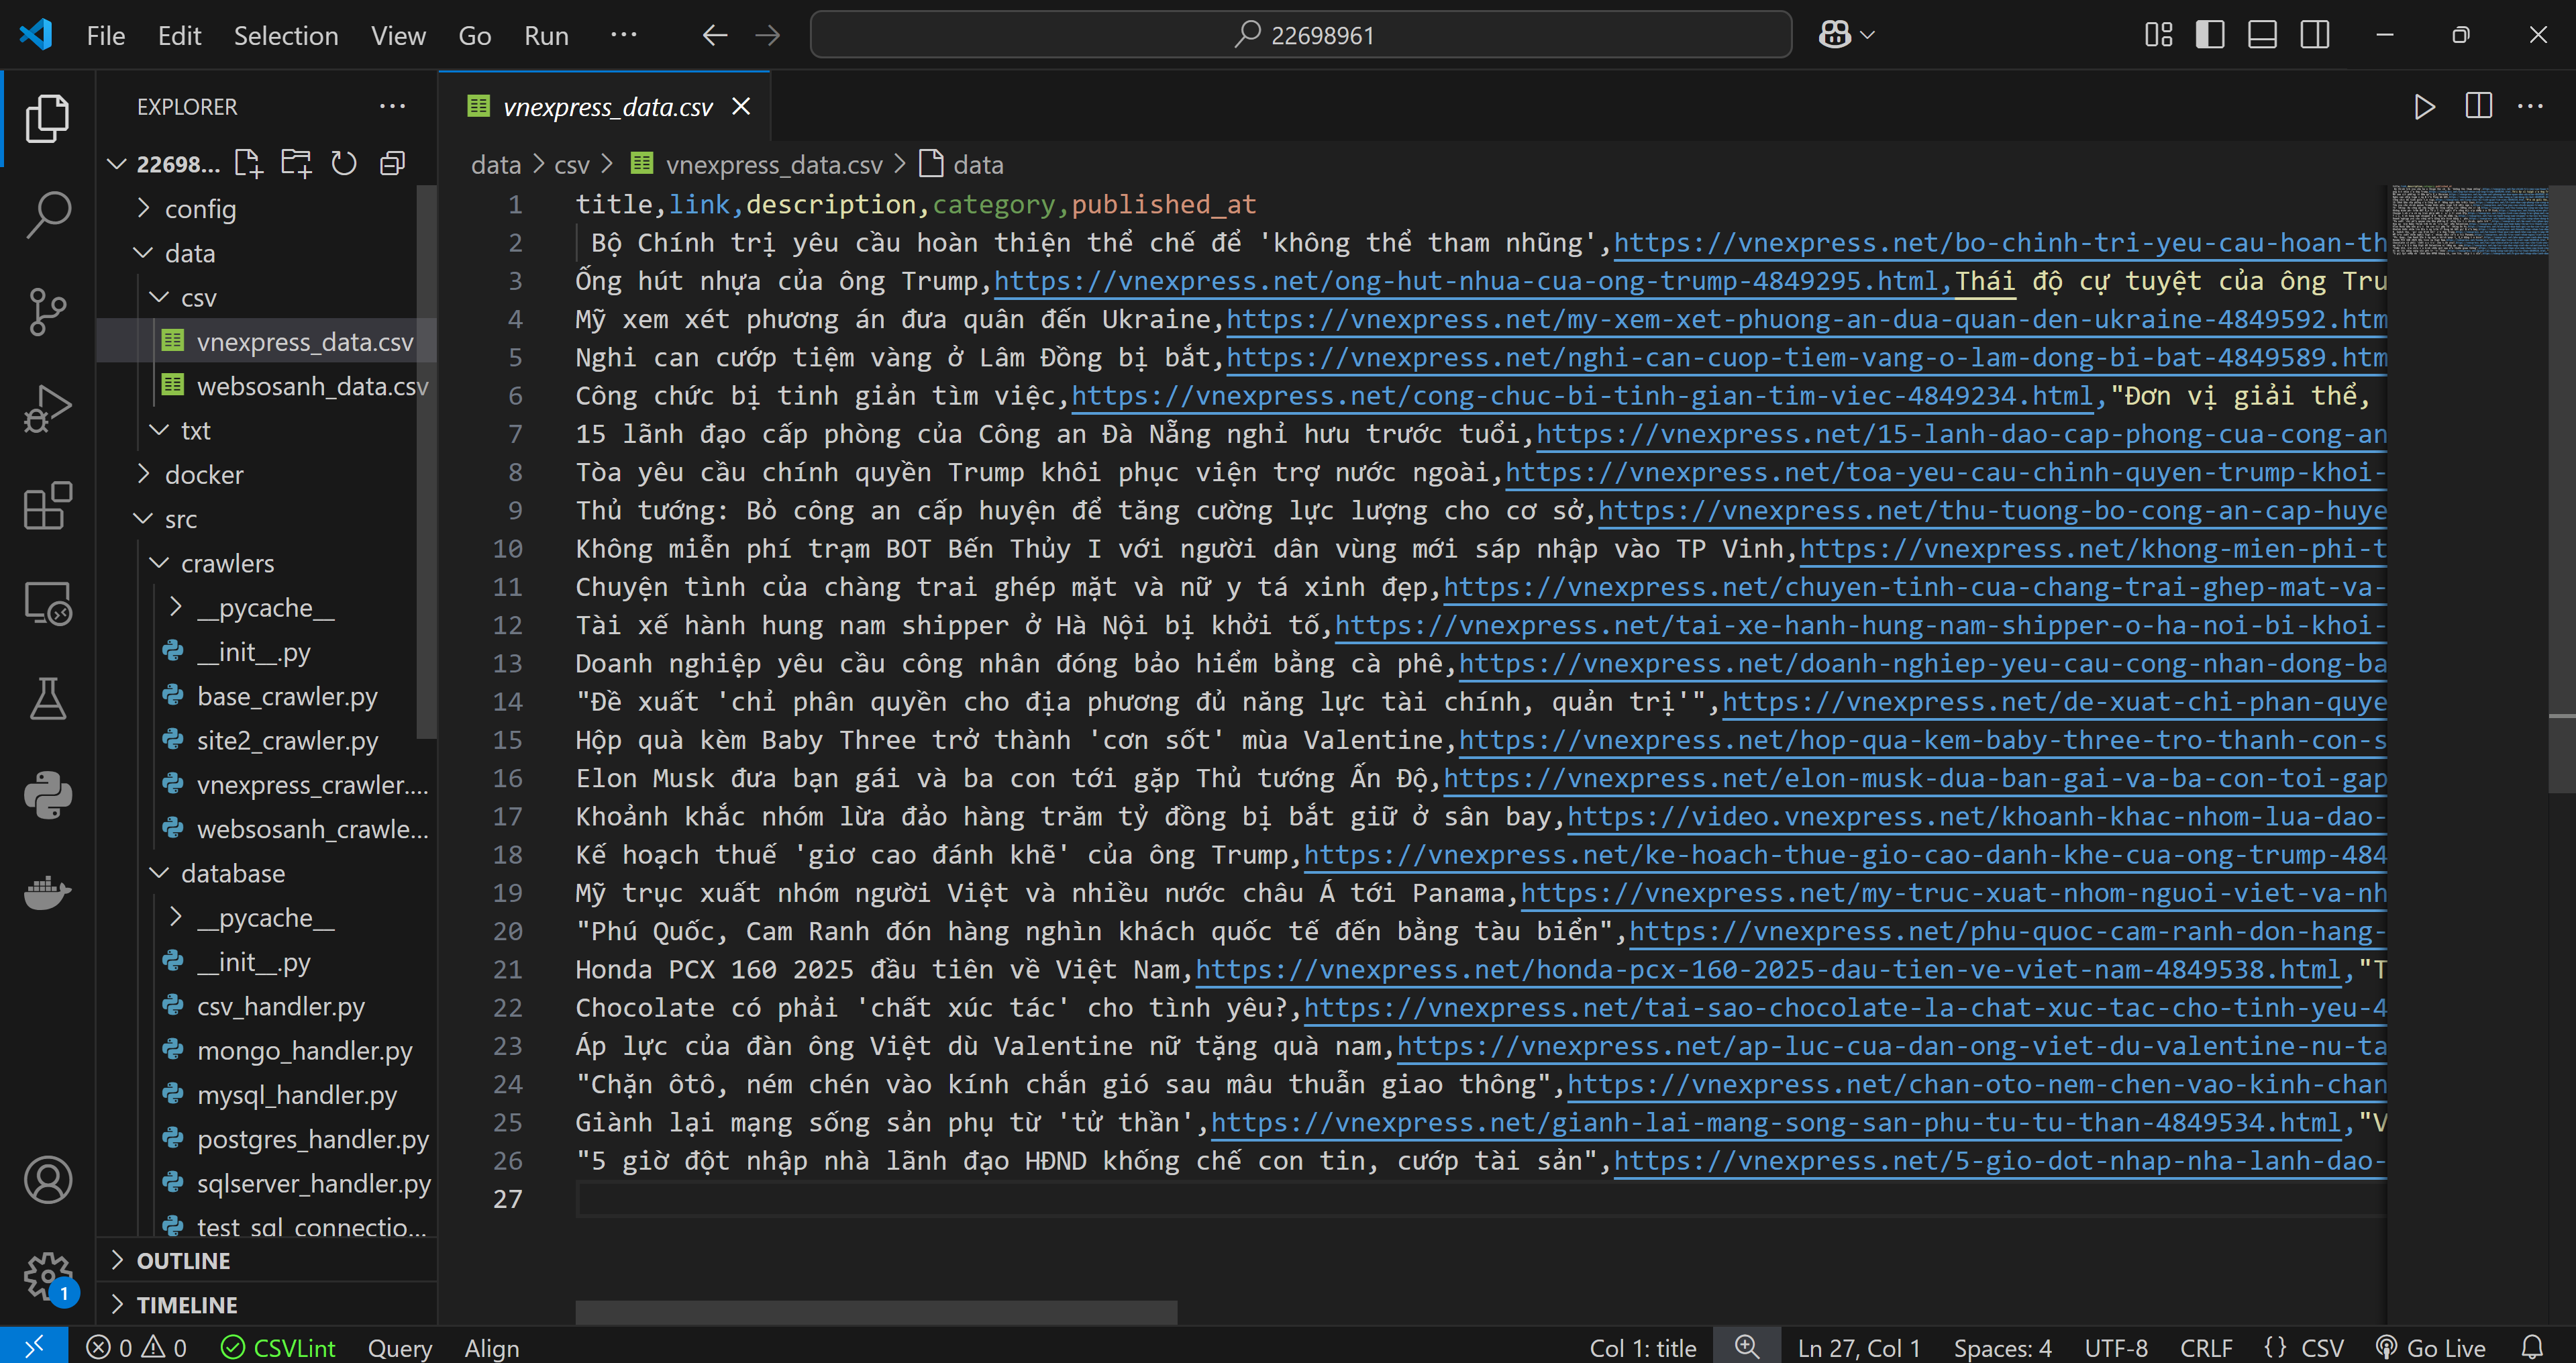 File Edit Selection View Go Run ··· 22698961
EXPLORER ···
22698...
config
data
csv
vnexpress_data.csv
websosanh_data.csv
txt
docker
src
crawlers
__pycache__
__init__.py
base_crawler.py
site2_crawler.py
vnexpress_crawler....
websosanh_crawle...
database
__pycache__
__init__.py
csv_handler.py
mongo_handler.py
mysql_handler.py
postgres_handler.py
sqlserver_handler.py
test_sql_connectio...
OUTLINE
TIMELINE
vnexpress_data.csv
data > csv > vnexpress_data.csv > data
1 title,link,description,category,published_at
2 Bộ Chính trị yêu cầu hoàn thiện thể chế để 'không thể tham nhũng',https://vnexpress.net/bo-chinh-tri-yeu-cau-hoan-th
3 Ống hút nhựa của ông Trump,https://vnexpress.net/ong-hut-nhua-cua-ong-trump-4849295.html,Thái độ cự tuyệt của ông Tru
4 Mỹ xem xét phương án đưa quân đến Ukraine,https://vnexpress.net/my-xem-xet-phuong-an-dua-quan-den-ukraine-4849592.htm
5 Nghi can cướp tiệm vàng ở Lâm Đồng bị bắt,https://vnexpress.net/nghi-can-cuop-tiem-vang-o-lam-dong-bi-bat-4849589.htm
6 Công chức bị tinh giản tìm việc,https://vnexpress.net/cong-chuc-bi-tinh-gian-tim-viec-4849234.html,"Đơn vị giải thể,
7 15 lãnh đạo cấp phòng của Công an Đà Nẵng nghỉ hưu trước tuổi,https://vnexpress.net/15-lanh-dao-cap-phong-cua-cong-an
8 Tòa yêu cầu chính quyền Trump khôi phục viện trợ nước ngoài,https://vnexpress.net/toa-yeu-cau-chinh-quyen-trump-khoi-
9 Thủ tướng: Bỏ công an cấp huyện để tăng cường lực lượng cho cơ sở,https://vnexpress.net/thu-tuong-bo-cong-an-cap-huye
10 Không miễn phí trạm BOT Bến Thủy I với người dân vùng mới sáp nhập vào TP Vinh,https://vnexpress.net/khong-mien-phi-t
11 Chuyện tình của chàng trai ghép mặt và nữ y tá xinh đẹp,https://vnexpress.net/chuyen-tinh-cua-chang-trai-ghep-mat-va-
12 Tài xế hành hung nam shipper ở Hà Nội bị khởi tố,https://vnexpress.net/tai-xe-hanh-hung-nam-shipper-o-ha-noi-bi-khoi-
13 Doanh nghiệp yêu cầu công nhân đóng bảo hiểm bằng cà phê,https://vnexpress.net/doanh-nghiep-yeu-cau-cong-nhan-dong-ba
14 "Đề xuất 'chỉ phân quyền cho địa phương đủ năng lực tài chính, quản trị'",https://vnexpress.net/de-xuat-chi-phan-quye
15 Hộp quà kèm Baby Three trở thành 'cơn sốt' mùa Valentine,https://vnexpress.net/hop-qua-kem-baby-three-tro-thanh-con-s
16 Elon Musk đưa bạn gái và ba con tới gặp Thủ tướng Ấn Độ,https://vnexpress.net/elon-musk-dua-ban-gai-va-ba-con-toi-gap
17 Khoảnh khắc nhóm lừa đảo hàng trăm tỷ đồng bị bắt giữ ở sân bay,https://video.vnexpress.net/khoanh-khac-nhom-lua-dao-
18 Kế hoạch thuế 'giơ cao đánh khẽ' của ông Trump,https://vnexpress.net/ke-hoach-thue-gio-cao-danh-khe-cua-ong-trump-484
19 Mỹ trục xuất nhóm người Việt và nhiều nước châu Á tới Panama,https://vnexpress.net/my-truc-xuat-nhom-nguoi-viet-va-nh
20 "Phú Quốc, Cam Ranh đón hàng nghìn khách quốc tế đến bằng tàu biển",https://vnexpress.net/phu-quoc-cam-ranh-don-hang-
21 Honda PCX 160 2025 đầu tiên về Việt Nam,https://vnexpress.net/honda-pcx-160-2025-dau-tien-ve-viet-nam-4849538.html,"T
22 Chocolate có phải 'chất xúc tác' cho tình yêu?,https://vnexpress.net/tai-sao-chocolate-la-chat-xuc-tac-cho-tinh-yeu-4
23 Áp lực của đàn ông Việt dù Valentine nữ tặng quà nam,https://vnexpress.net/ap-luc-cua-dan-ong-viet-du-valentine-nu-ta
24 "Chặn ôtô, ném chén vào kính chắn gió sau mâu thuẫn giao thông",https://vnexpress.net/chan-oto-nem-chen-vao-kinh-chan
25 Giành lại mạng sống sản phụ từ 'tử thần',https://vnexpress.net/gianh-lai-mang-song-san-phu-tu-tu-than-4849534.html,"V
26 "5 giờ đột nhập nhà lãnh đạo HĐND khống chế con tin, cướp tài sản",https://vnexpress.net/5-gio-dot-nhap-nha-lanh-dao-
27
1
0 0 CSVLint Query Align Col 1: title Ln 27, Col 1 Spaces: 4 UTF-8 CRLF {} CSV Go Live